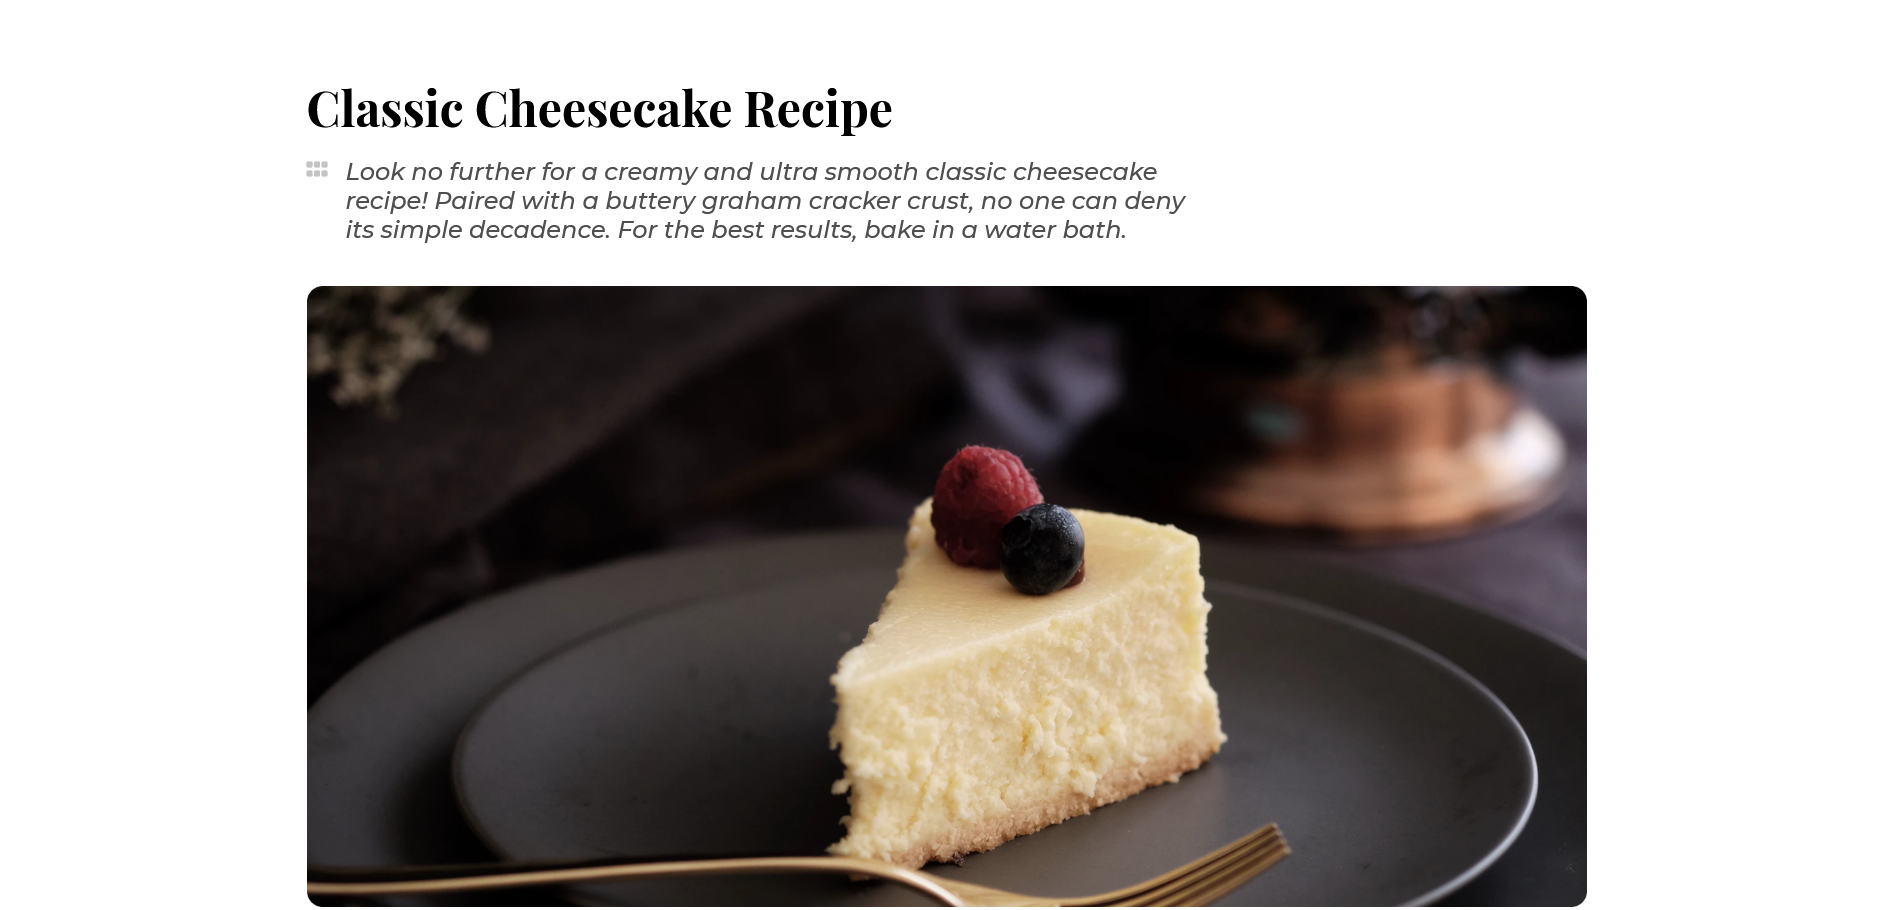 Classic Cheesecake Recipe
Look no further for a creamy and ultra smooth classic cheesecake
recipe! Paired with a buttery graham cracker crust, no one can deny
its simple decadence. For the best results, bake in a water bath.